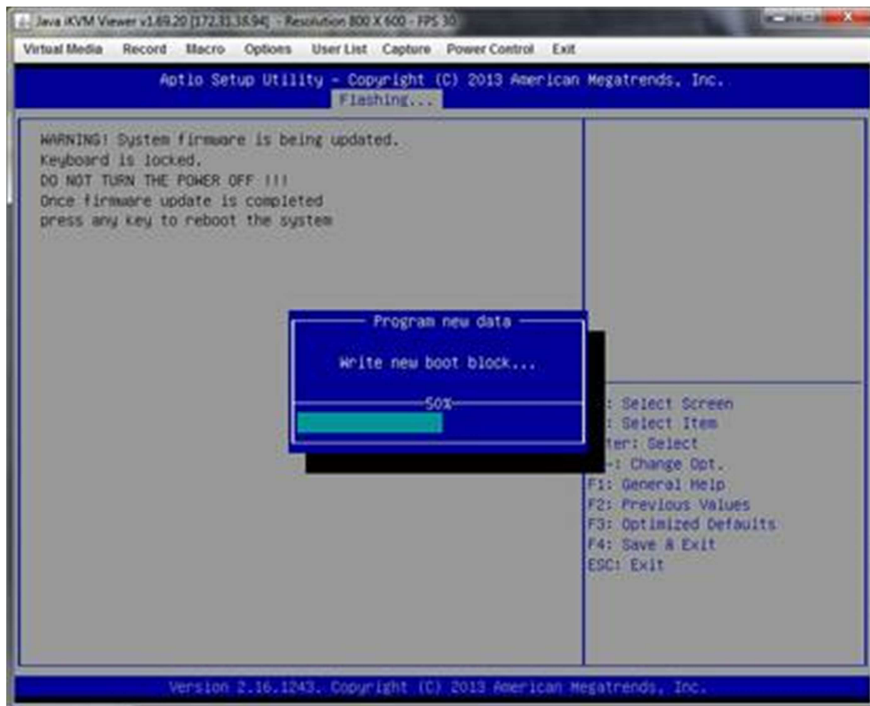 Java iKVM Viewer v1.69.20 [172.31.38.94] - Resolution 800 X 600 - FPS 30
Virtual Media Record Macro Options User List Capture Power Control Exit
Aptio Setup Utility - Copyright (C) 2013 American Megatrends, Inc.
Flashing...
WARNING! System firmware is being updated.
Keyboard is locked.
DO NOT TURN THE POWER OFF !!!
Once firmware update is completed
press any key to reboot the system
Program new data
Write new boot block...
50%
: Select Screen
: Select Item
ter: Select
-: Change Opt.
F1: General Help
F2: Previous Values
F3: Optimized Defaults
F4: Save & Exit
ESC: Exit
Version 2.16.1243. Copyright (C) 2013 American Megatrends, Inc.